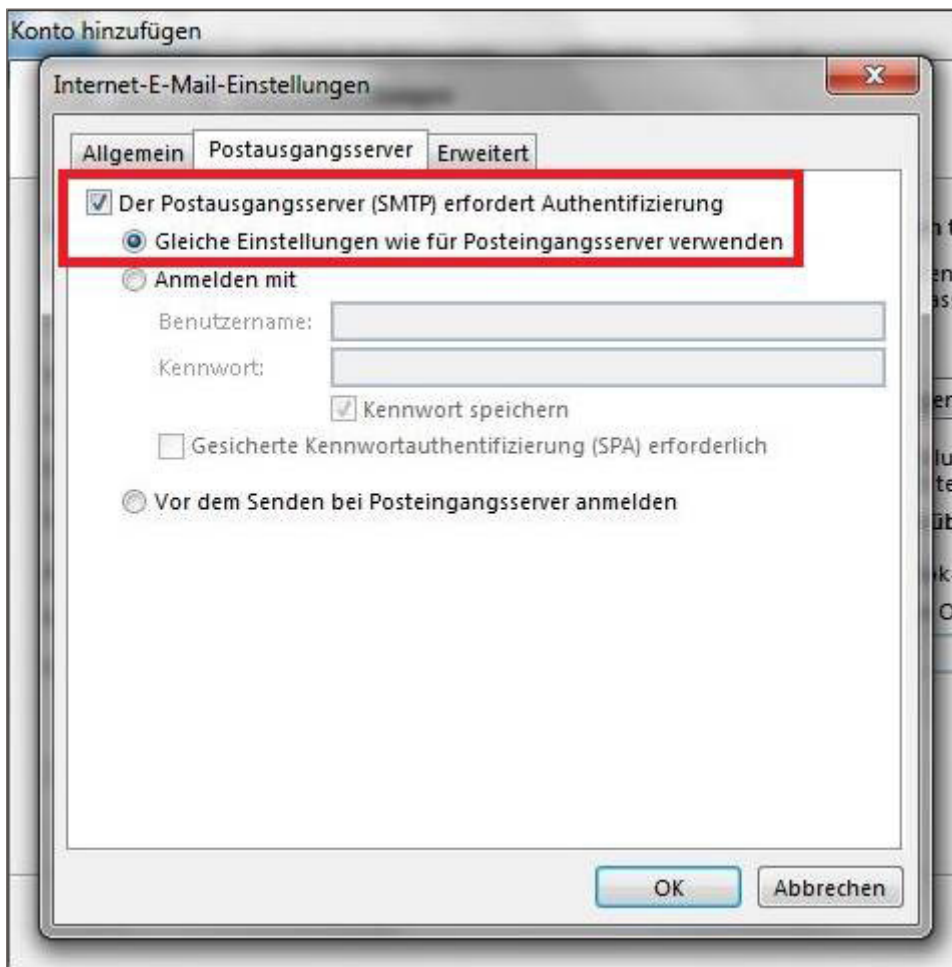 Konto hinzufügen
Internet-E-Mail-Einstellungen
Allgemein Postausgangsserver Erweitert
Der Postausgangsserver (SMTP) erfordert Authentifizierung
Gleiche Einstellungen wie für Posteingangsserver verwenden
Anmelden mit
Benutzername:
Kennwort:
Kennwort speichern
Gesicherte Kennwortauthentifizierung (SPA) erforderlich
Vor dem Senden bei Posteingangsserver anmelden
OK Abbrechen